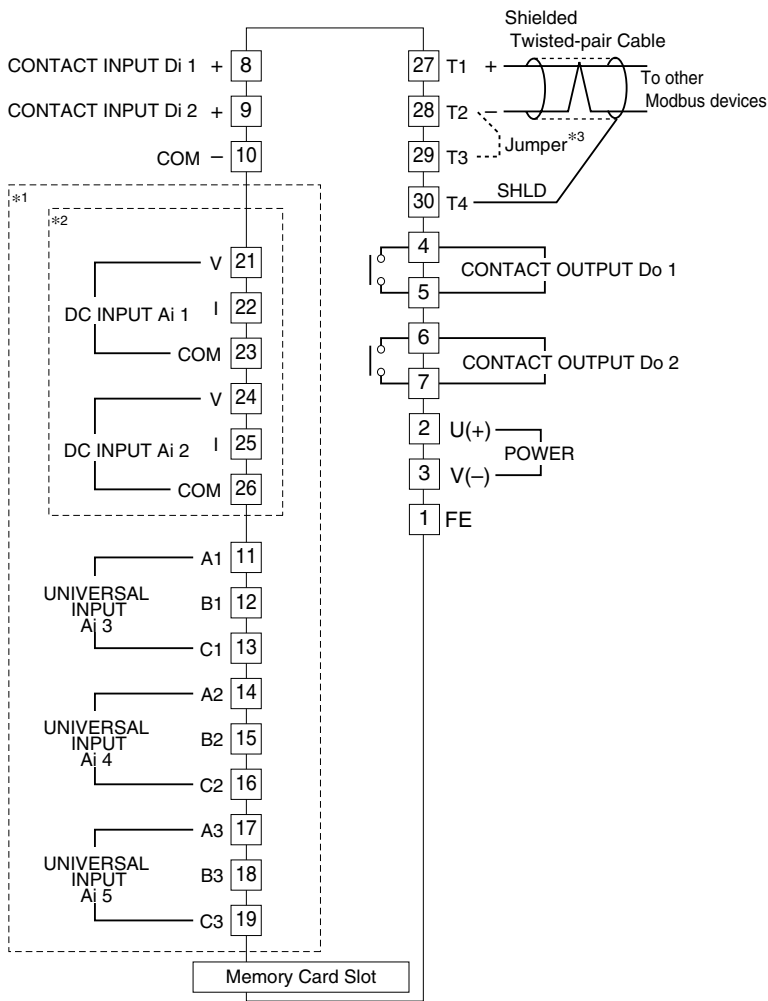 Shielded
Twisted-pair Cable
CONTACT INPUT Di 1 + 8
CONTACT INPUT Di 2 + 9
COM − 10
27 T1 +
28 T2 −
29 T3
30 T4
To other
Modbus devices
Jumper*3
SHLD
*1
*2
V 21
I 22
COM 23
DC INPUT Ai 1
V 24
I 25
COM 26
DC INPUT Ai 2
4
5
CONTACT OUTPUT Do 1
6
7
CONTACT OUTPUT Do 2
2 U(+)
3 V(−)
POWER
1 FE
A1 11
B1 12
C1 13
UNIVERSAL
INPUT
Ai 3
A2 14
B2 15
C2 16
UNIVERSAL
INPUT
Ai 4
A3 17
B3 18
C3 19
UNIVERSAL
INPUT
Ai 5
Memory Card Slot